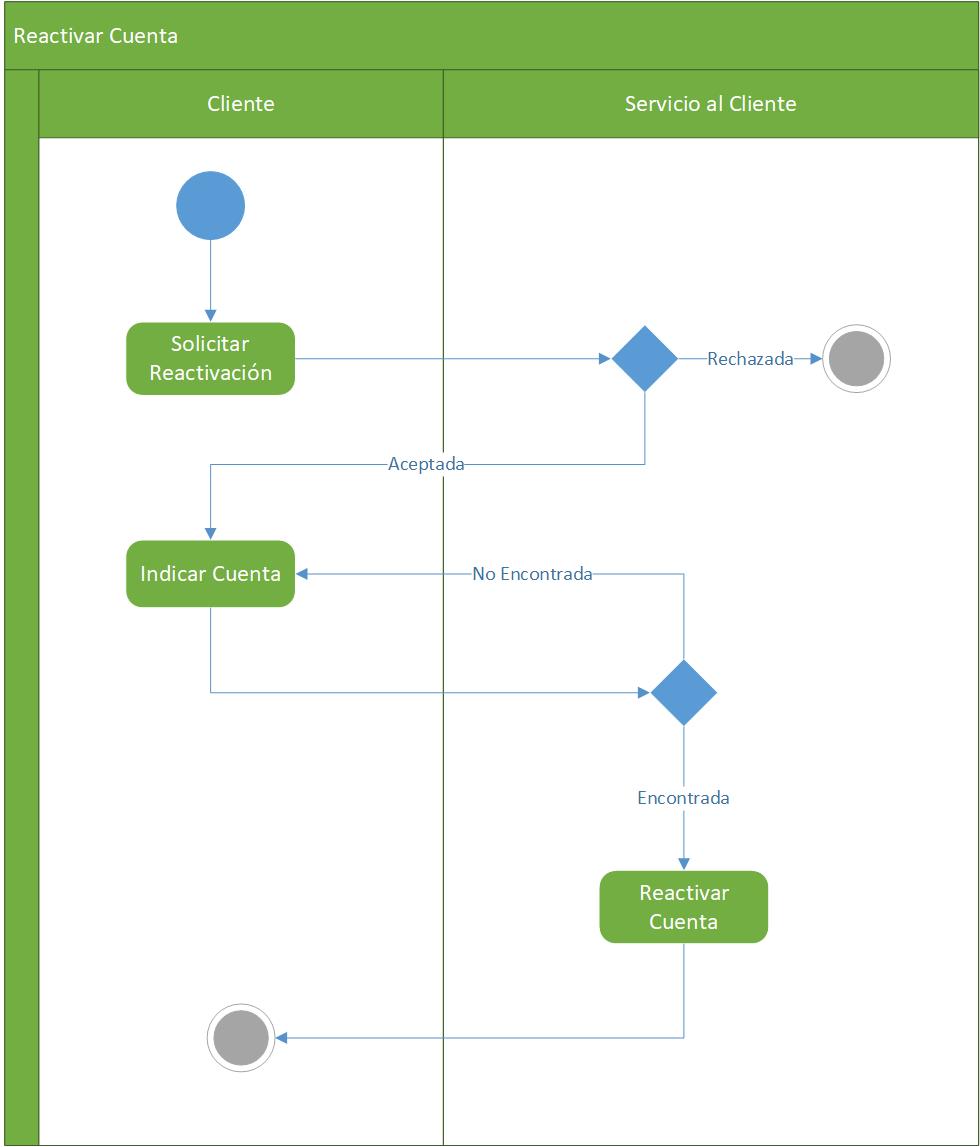 Reactivar Cuenta
Cliente
Servicio al Cliente
Solicitar
Reactivación
Rechazada
Aceptada
Indicar Cuenta
No Encontrada
Encontrada
Reactivar
Cuenta